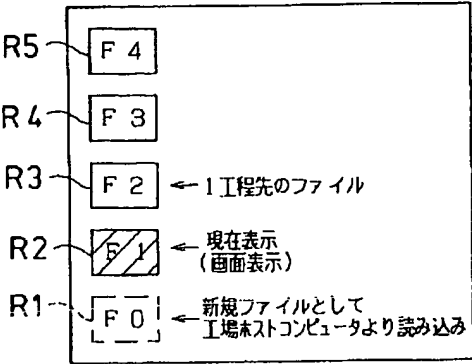 R5 F 4
R4 F 3
R3 F 2 ←1工程先のファイル
R2 F 1 ←現在表示
(画面表示)
R1 F 0 ←新規ファイルとして
工場ホストコンピュータより読み込み